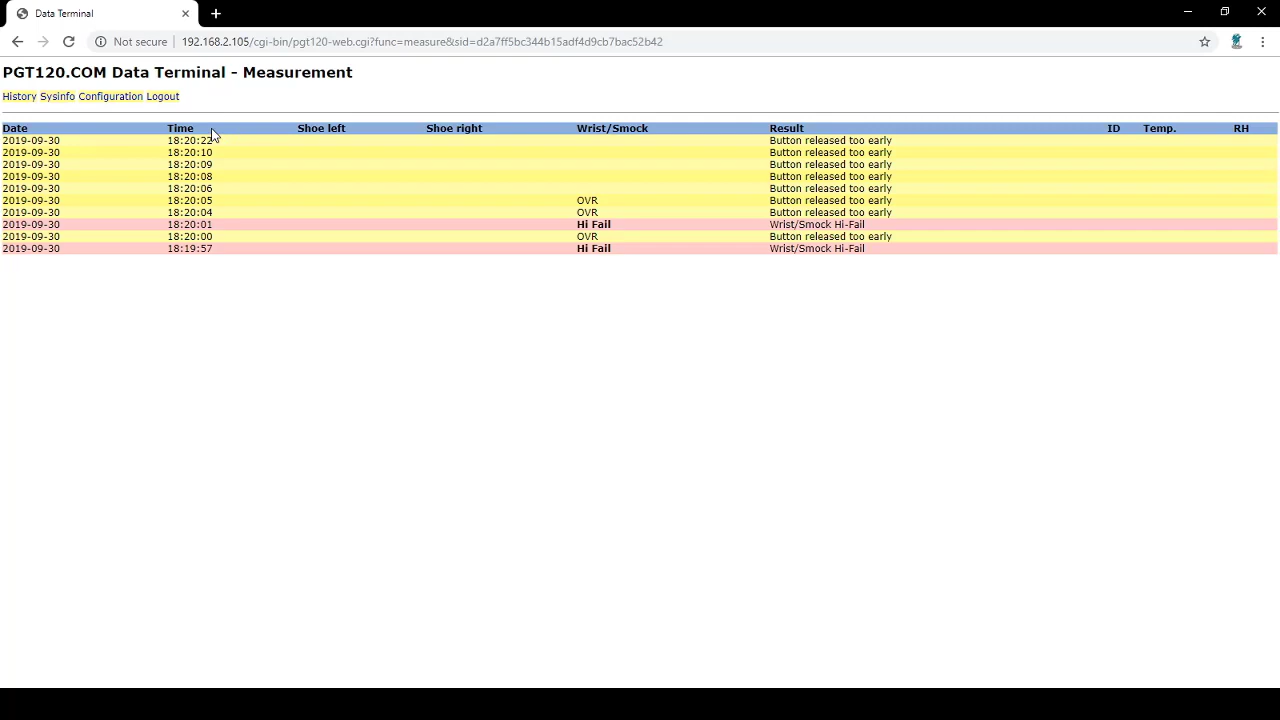 Data Terminal
Not secure 192.168.2.105/cgi-bin/pgt120-web.cgi?func=measure&sid=d2a7ff5bc344b15adf4d9cb7bac52b42
PGT120.COM Data Terminal - Measurement
History Sysinfo Configuration Logout
Date Time Shoe left Shoe right Wrist/Smock Result ID Temp. RH
2019-09-30 18:20:22 Button released too early
2019-09-30 18:20:10 Button released too early
2019-09-30 18:20:09 Button released too early
2019-09-30 18:20:08 Button released too early
2019-09-30 18:20:06 Button released too early
2019-09-30 18:20:05 OVR Button released too early
2019-09-30 18:20:04 OVR Button released too early
2019-09-30 18:20:01 Hi Fail Wrist/Smock Hi-Fail
2019-09-30 18:20:00 OVR Button released too early
2019-09-30 18:19:57 Hi Fail Wrist/Smock Hi-Fail